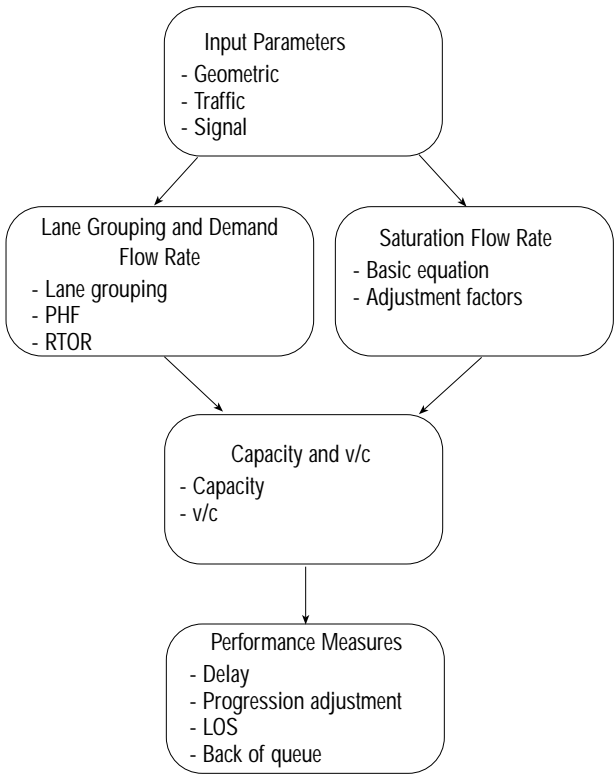 Input Parameters
- Geometric
- Traffic
- Signal
Lane Grouping and Demand
Flow Rate
- Lane grouping
- PHF
- RTOR
Saturation Flow Rate
- Basic equation
- Adjustment factors
Capacity and v/c
- Capacity
- v/c
Performance Measures
- Delay
- Progression adjustment
- LOS
- Back of queue